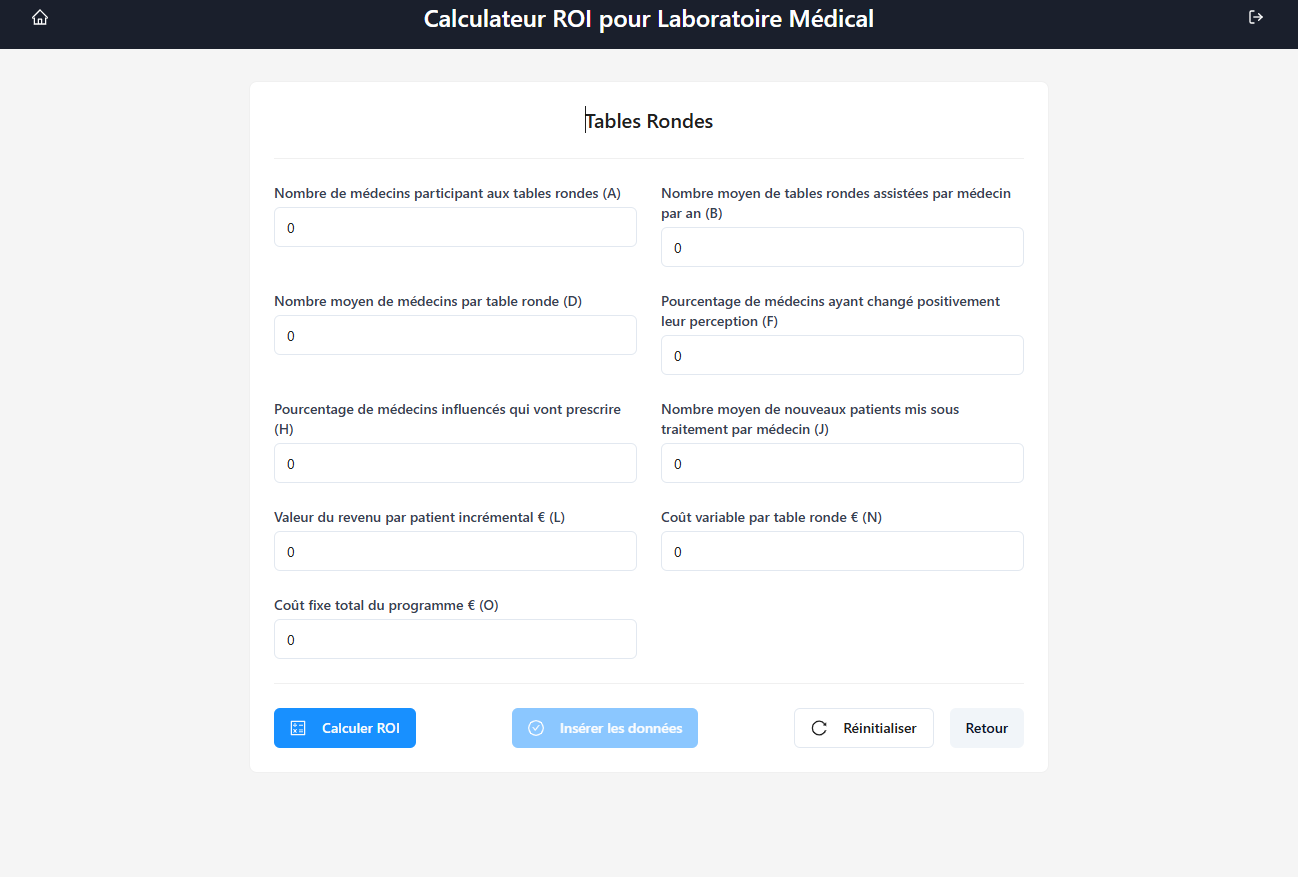 Calculateur ROI pour Laboratoire Médical
Tables Rondes
Nombre de médecins participant aux tables rondes (A)
0
Nombre moyen de tables rondes assistées par médecin
par an (B)
0
Nombre moyen de médecins par table ronde (D)
0
Pourcentage de médecins ayant changé positivement
leur perception (F)
0
Pourcentage de médecins influencés qui vont prescrire
(H)
0
Nombre moyen de nouveaux patients mis sous
traitement par médecin (J)
0
Valeur du revenu par patient incrémental € (L)
0
Coût variable par table ronde € (N)
0
Coût fixe total du programme € (O)
0
Calculer ROI
Insérer les données
Réinitialiser
Retour